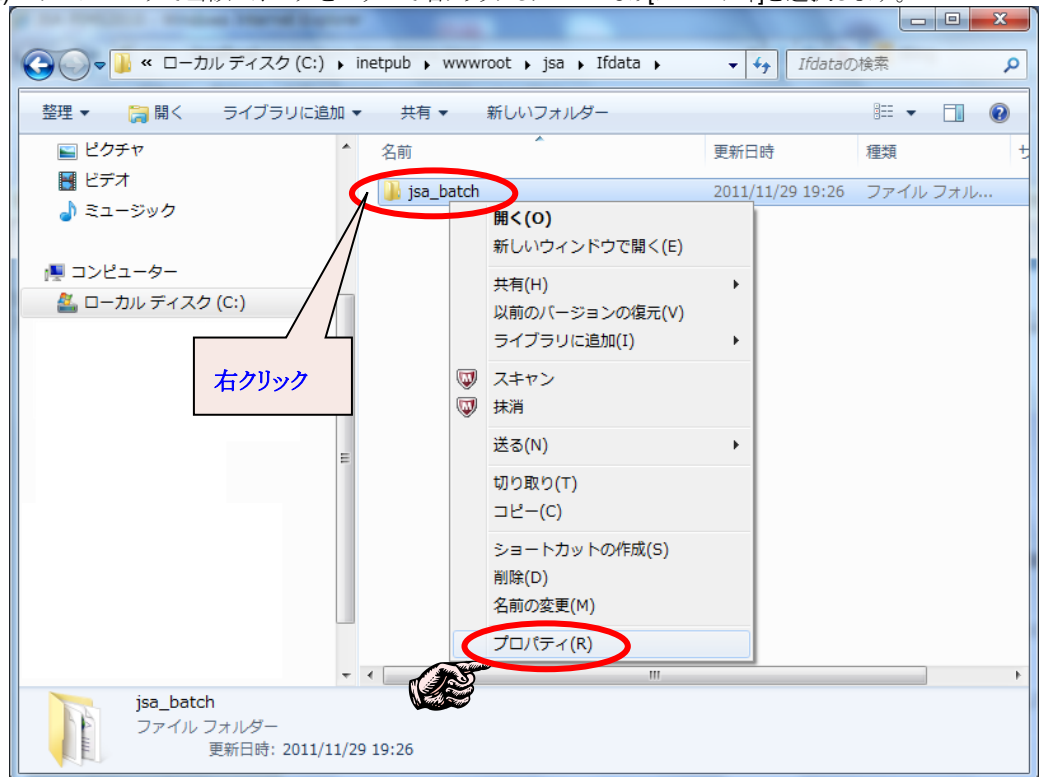 « ローカル ディスク (C:) ▸ inetpub ▸ wwwroot ▸ jsa ▸ Ifdata ▸
Ifdataの検索
整理 開く ライブラリに追加 共有 新しいフォルダー
名前 更新日時 種類
ピクチャ
ビデオ
ミュージック
コンピューター
ローカル ディスク (C:)
jsa_batch 2011/11/29 19:26 ファイル フォル...
右クリック
開く(O)
新しいウィンドウで開く(E)
共有(H)
以前のバージョンの復元(V)
ライブラリに追加(I)
スキャン
抹消
送る(N)
切り取り(T)
コピー(C)
ショートカットの作成(S)
削除(D)
名前の変更(M)
プロパティ(R)
jsa_batch
ファイル フォルダー
更新日時: 2011/11/29 19:26